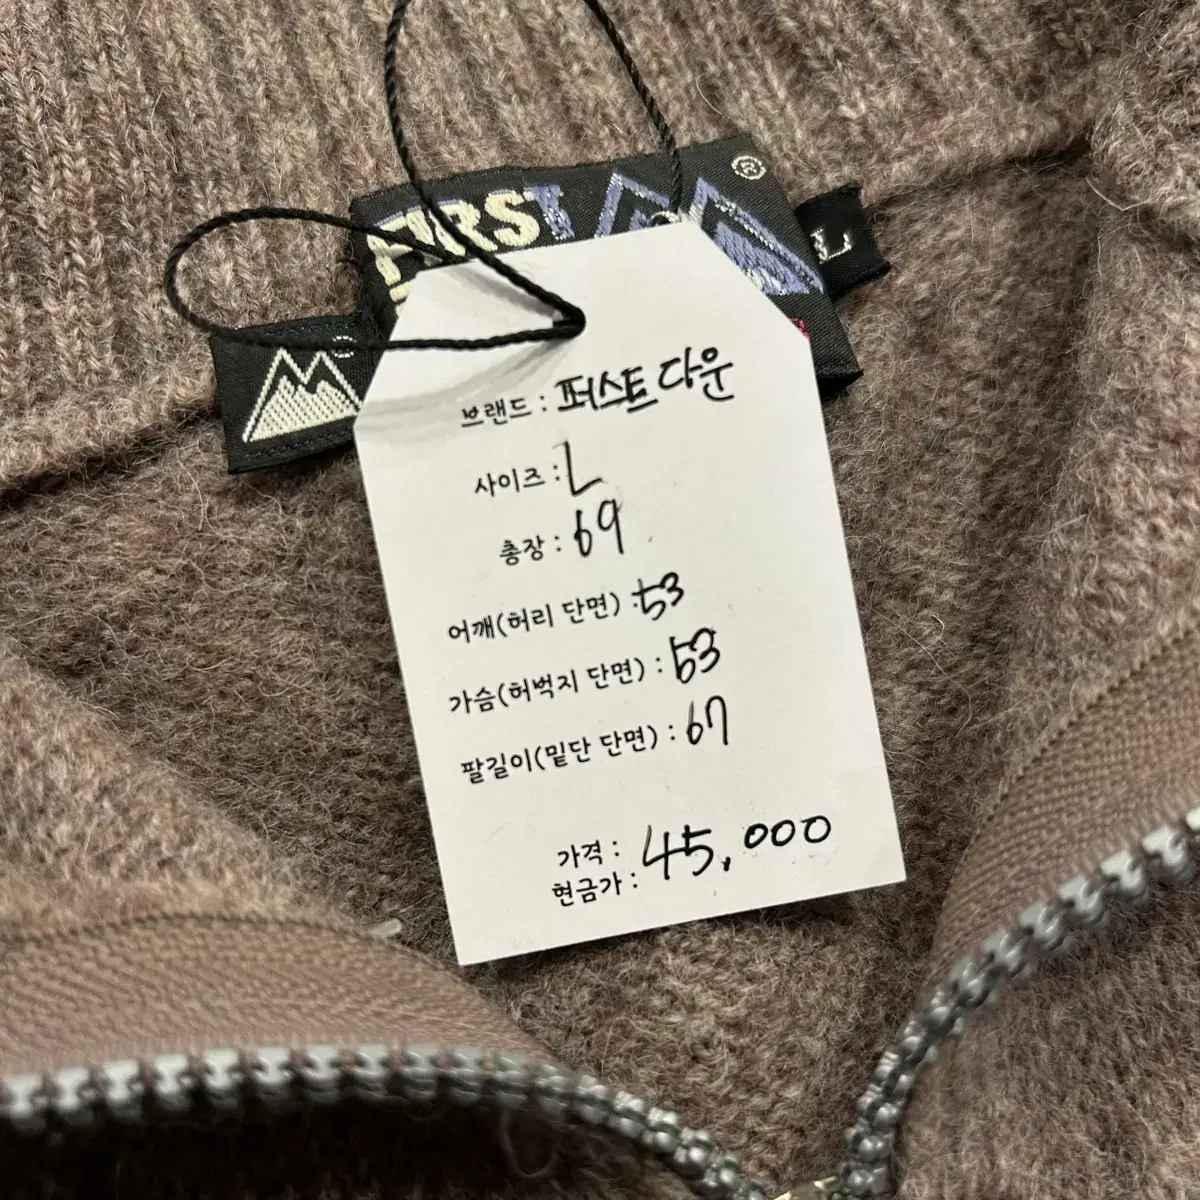 FIRST
®
L
브랜드 : 퍼스트 다운
사이즈 : L
총장 : 69
어깨(허리 단면) : 53
가슴(허벅지 단면) : 53
팔길이(밑단 단면) : 67
가격 : 45,000
현금가 :